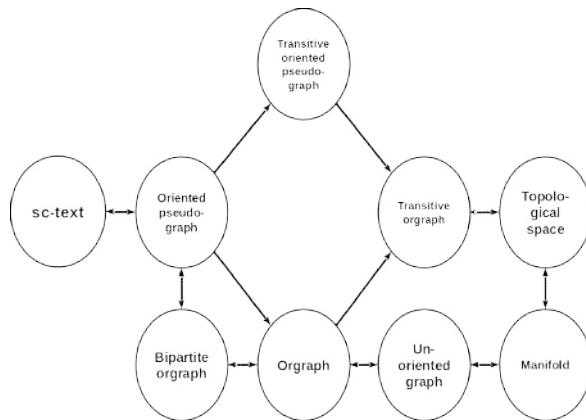 Transitive
oriented
pseudo-
graph
sc-text
Oriented
pseudo-
graph
Transitive
orgraph
Topolo-
gical
space
Bipartite
orgraph
Orgraph
Un-
oriented
graph
Manifold